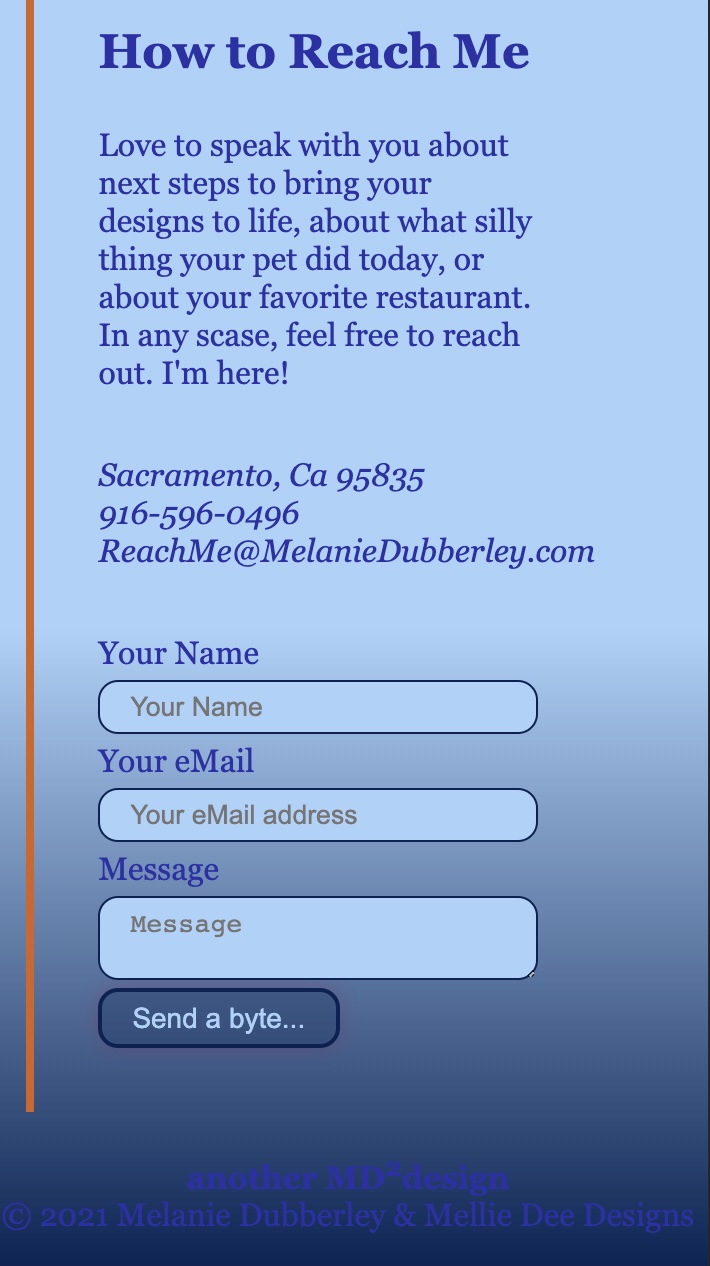 How to Reach Me
Love to speak with you about
next steps to bring your
designs to life, about what silly
thing your pet did today, or
about your favorite restaurant.
In any scase, feel free to reach
out. I'm here!
Sacramento, Ca 95835
916-596-0496
ReachMe@MelanieDubberley.com
Your Name
Your Name
Your eMail
Your eMail address
Message
Message
Send a byte...
another MD²design
© 2021 Melanie Dubberley & Mellie Dee Designs